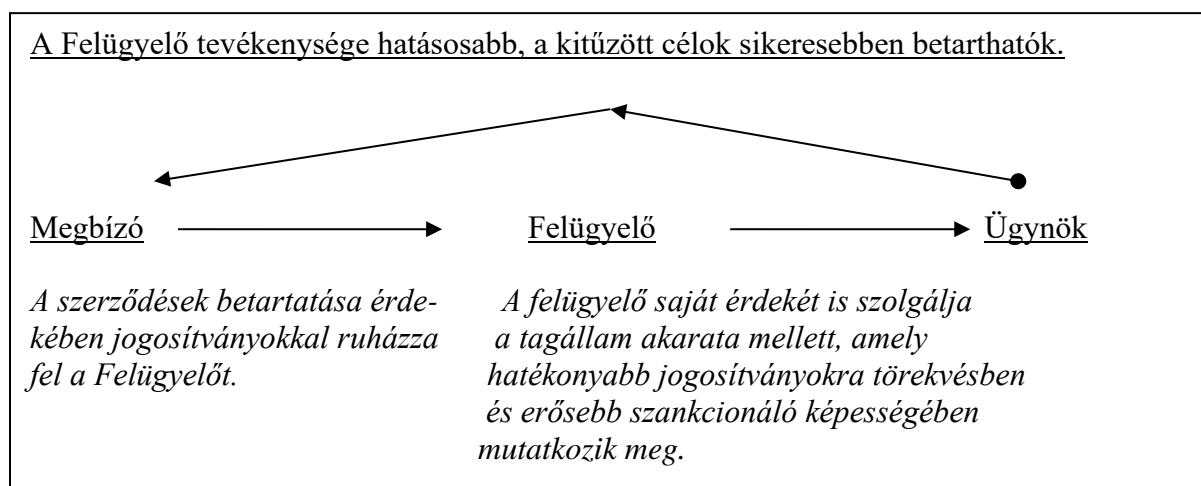 A Felügyelő tevékenysége hatásosabb, a kitűzött célok sikeresebben betarthatók.
Megbízó Felügyelő Ügynök
A szerződések betartatása érde-
kében jogosítványokkal ruházza
fel a Felügyelőt.
A felügyelő saját érdekét is szolgálja
a tagállam akarata mellett, amely
hatékonyabb jogosítványokra törekvésben
és erősebb szankcionáló képességében
mutatkozik meg.